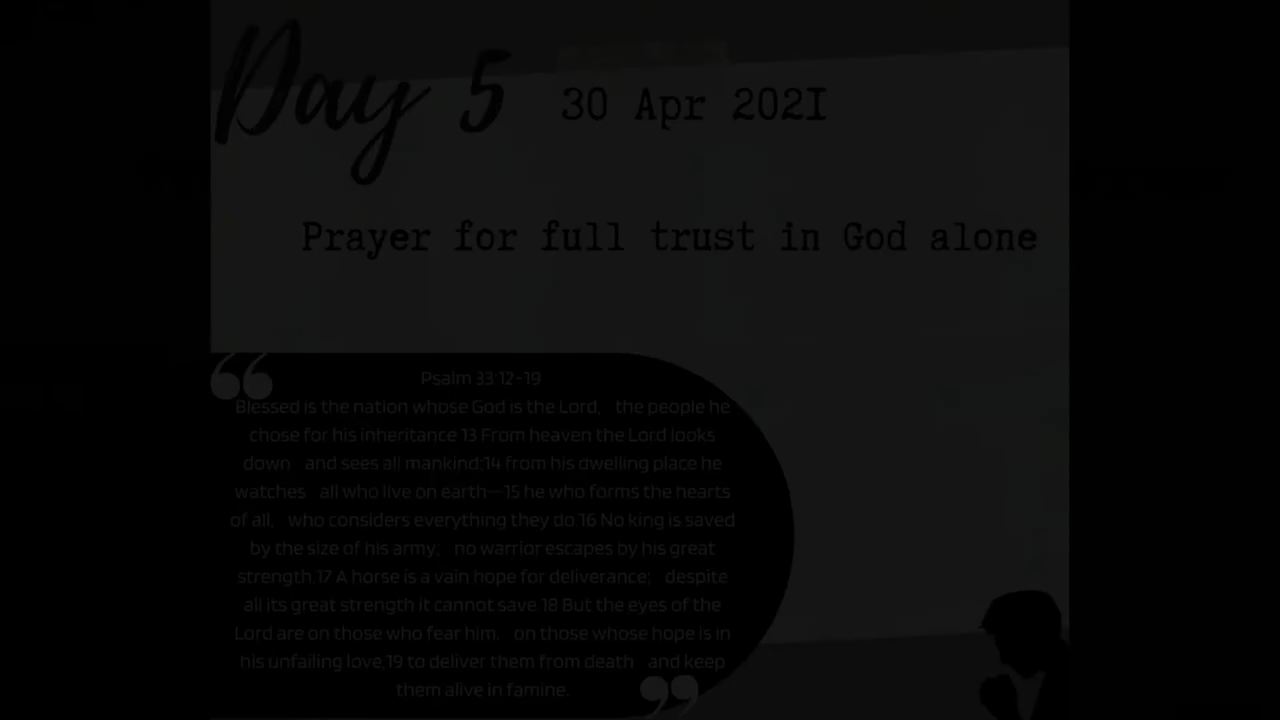 Day 5 30 Apr 2021
Prayer for full trust in God alone
“
Psalm 33:12-19
Blessed is the nation whose God is the Lord, the people he
chose for his inheritance 13 From heaven the Lord looks
down and sees all mankind;14 from his dwelling place he
watches all who live on earth—15 he who forms the hearts
of all, who considers everything they do.16 No king is saved
by the size of his army; no warrior escapes by his great
strength.17 A horse is a vain hope for deliverance; despite
all its great strength it cannot save.18 But the eyes of the
Lord are on those who fear him, on those whose hope is in
his unfailing love,19 to deliver them from death and keep
them alive in famine.
”